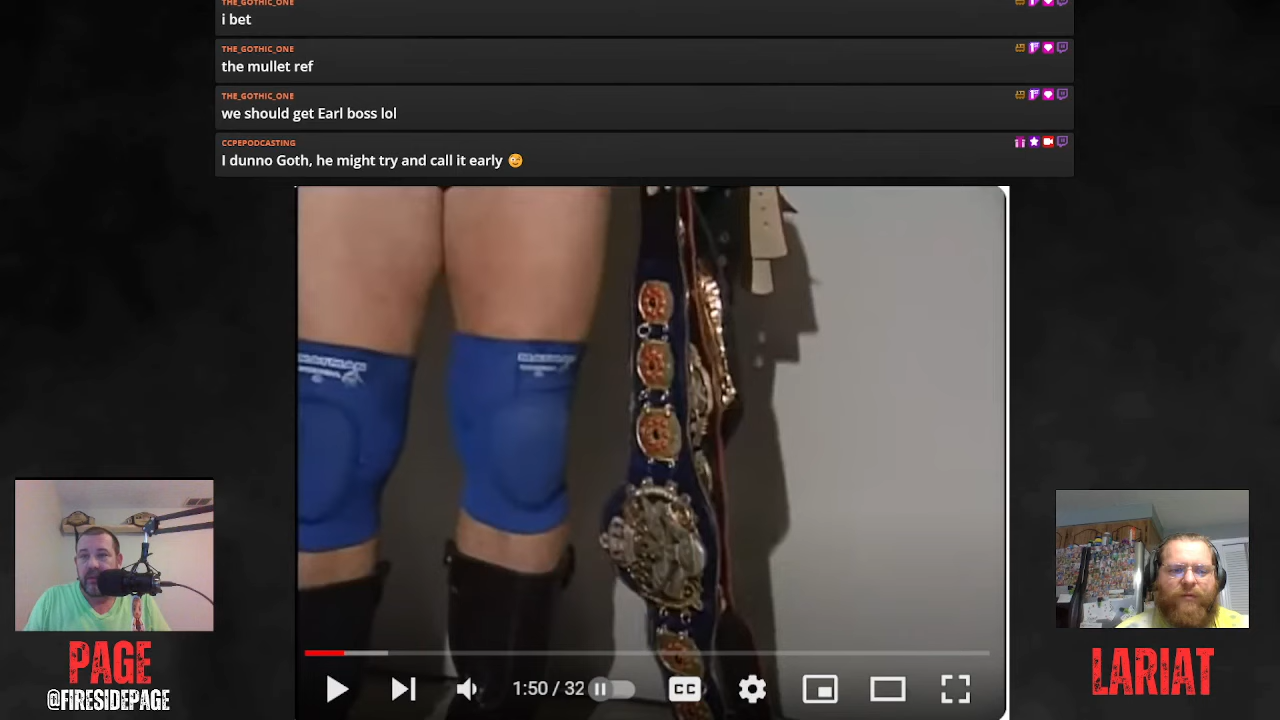 THE_GOTHIC_ONE
i bet
THE_GOTHIC_ONE
the mullet ref
THE_GOTHIC_ONE
we should get Earl boss lol
CCPEPODCASTING
I dunno Goth, he might try and call it early
1:50 / 32
CC
PAGE
@FIRESIDEPAGE
LARIAT